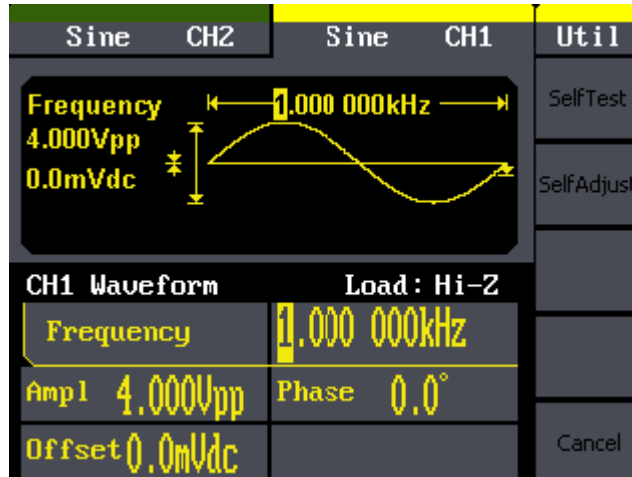 Sine CH2 Sine CH1 Util
Frequency 1.000 000kHz SelfTest
4.000Vpp
0.0mVdc SelfAdjust
CH1 Waveform Load: Hi-Z
Frequency 1.000 000kHz
Ampl 4.000Vpp Phase 0.0°
Offset 0.0mVdc Cancel